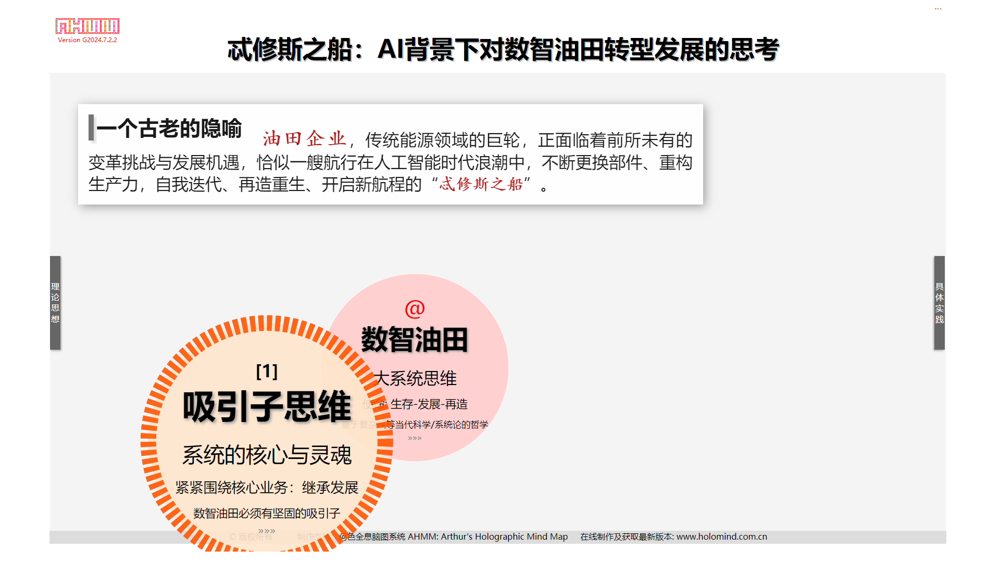 ...
AHMM
Version G2024.7.2.2
忒修斯之船：AI背景下对数智油田转型发展的思考
一个古老的隐喻
油田企业，传统能源领域的巨轮，正面临着前所未有的
变革挑战与发展机遇，恰似一艘航行在人工智能时代浪潮中，不断更换部件、重构
生产力，自我迭代、再造重生、开启新航程的“忒修斯之船”。
理论思想
具体实践
@
数智油田
大系统思维
使命: 生存-发展-再造
基于复杂性等当代科学/系统论的哲学
»»»
[1]
吸引子思维
系统的核心与灵魂
紧紧围绕核心业务：继承发展
数智油田必须有坚固的吸引子
»»»
© 版权所有 制作支持: 阿色全息脑图系统 AHMM: Arthur's Holographic Mind Map 在线制作及获取最新版本: www.holomind.com.cn